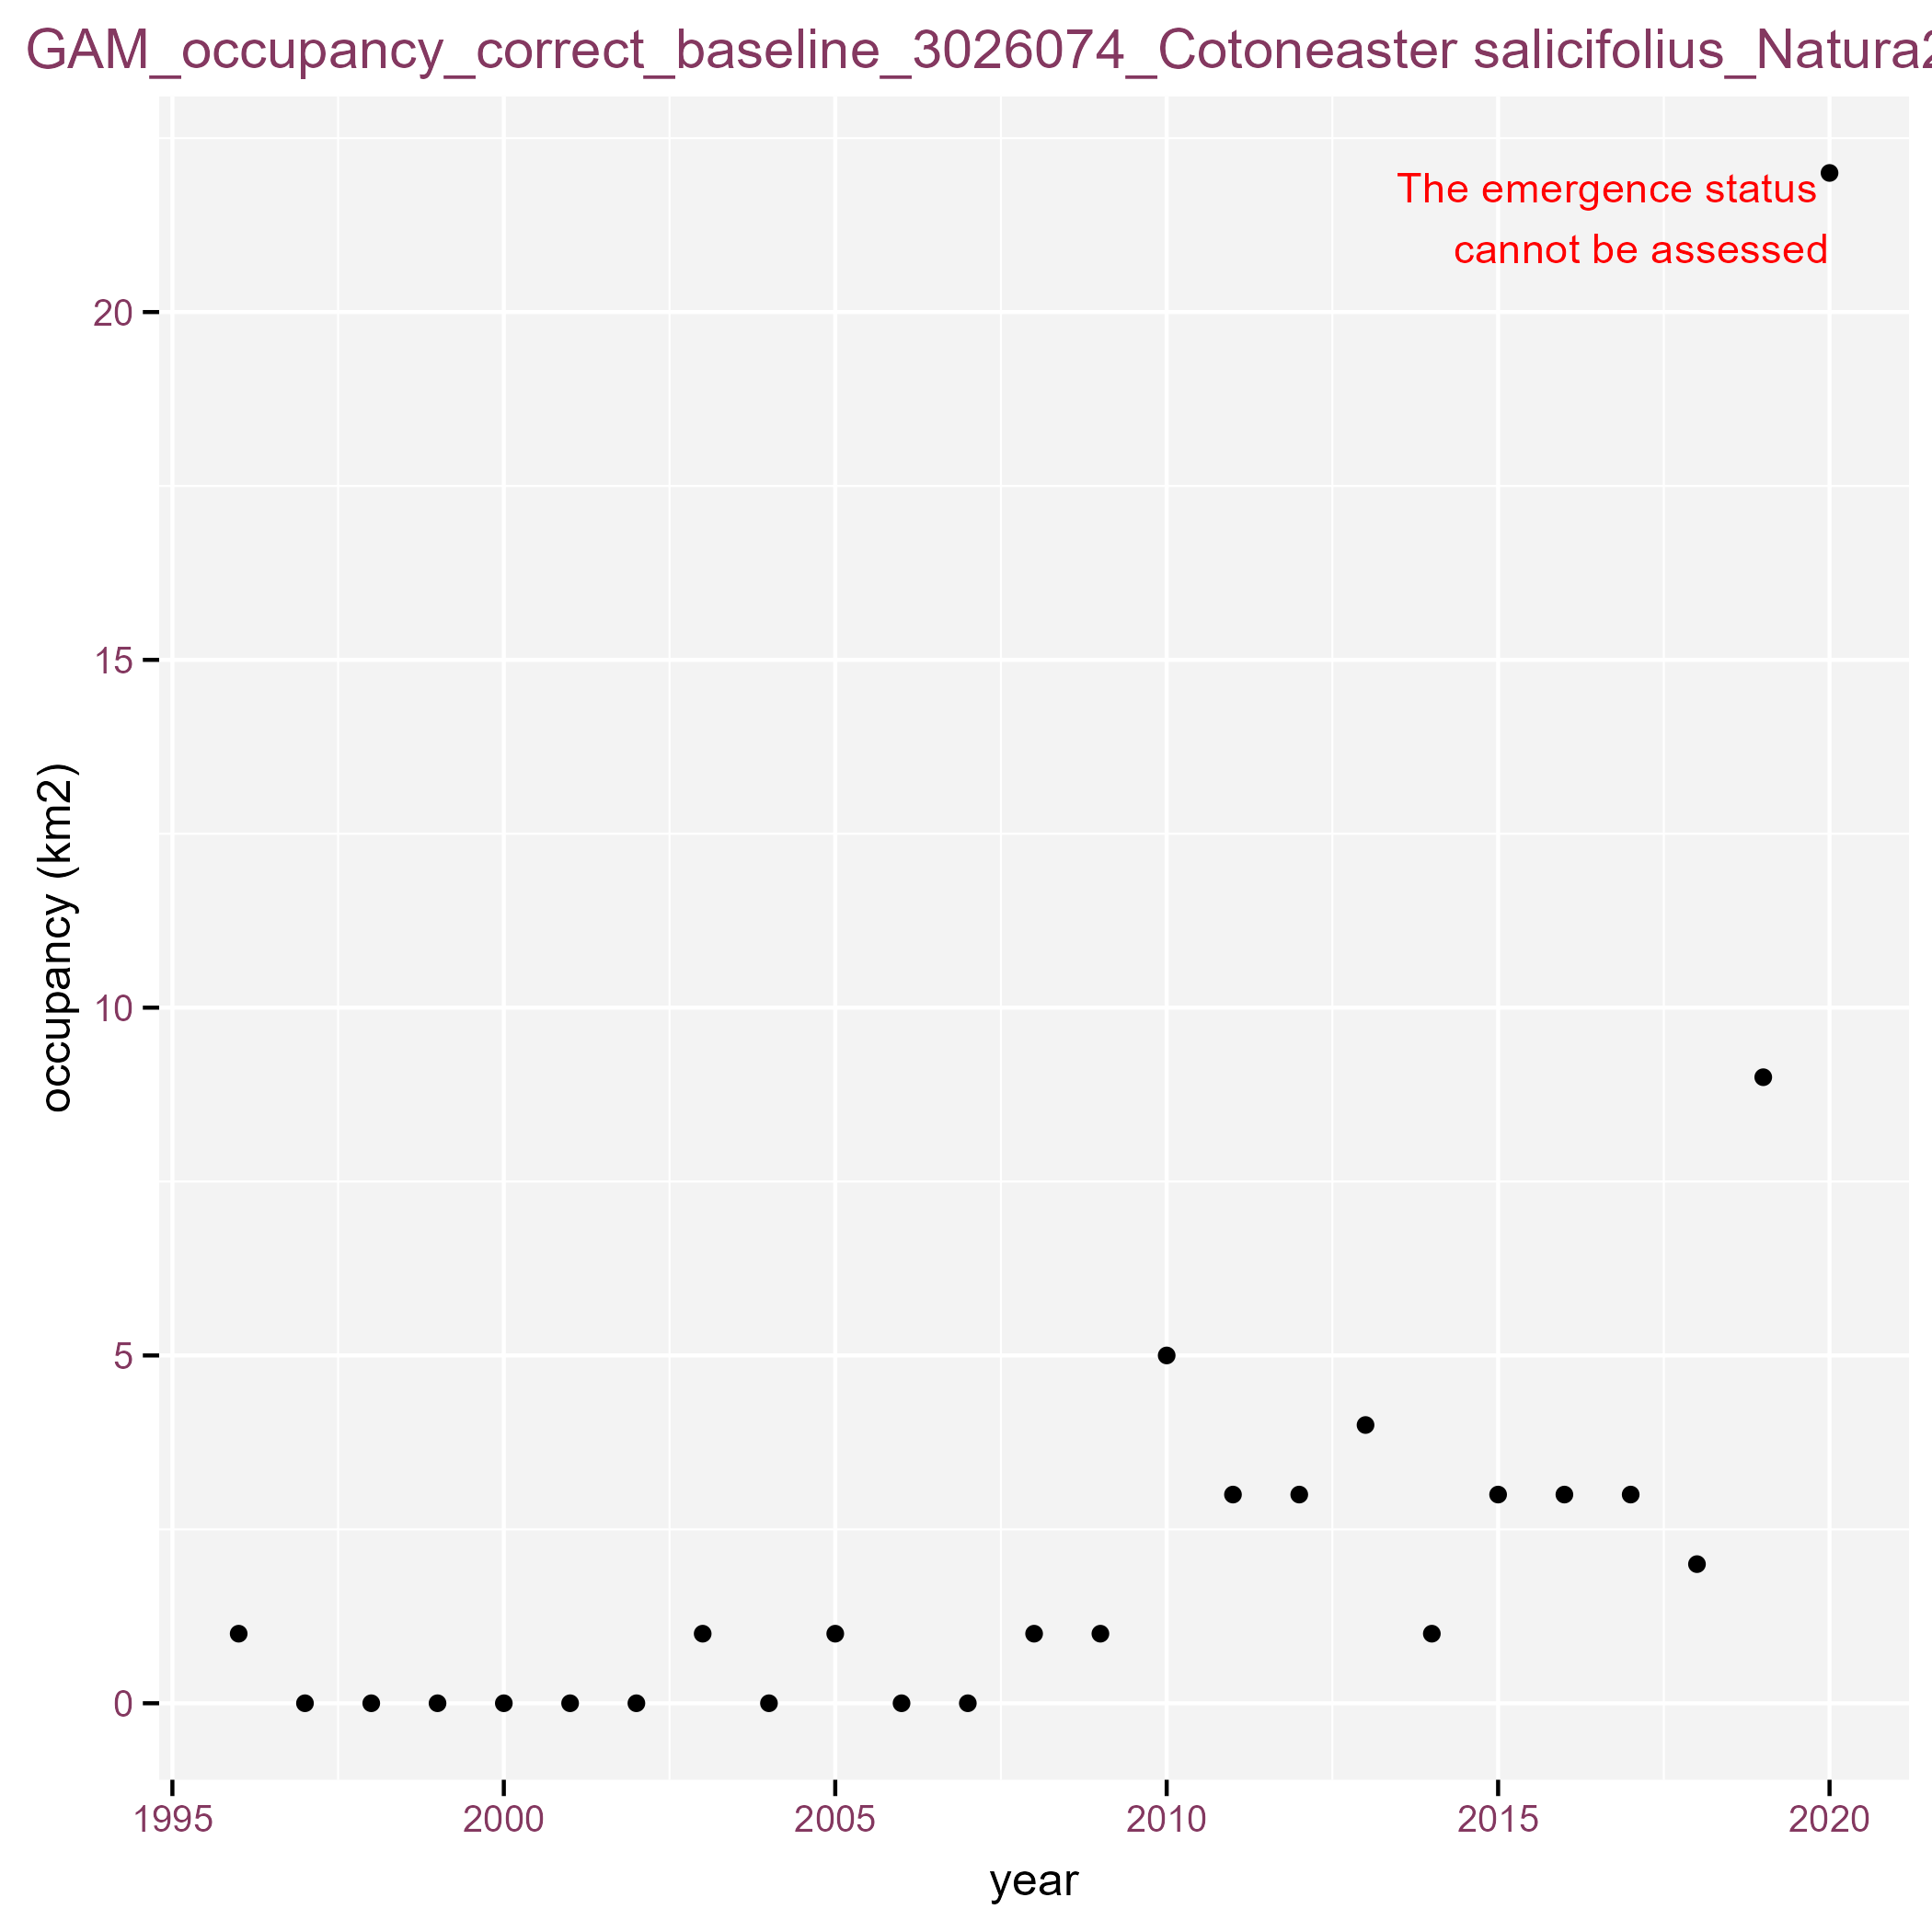 GAM_occupancy_correct_baseline_3026074_Cotoneaster salicifolius_Natura2
The emergence status
cannot be assessed
20
15
10
5
0
occupancy (km2)
1995 2000 2005 2010 2015 2020
year